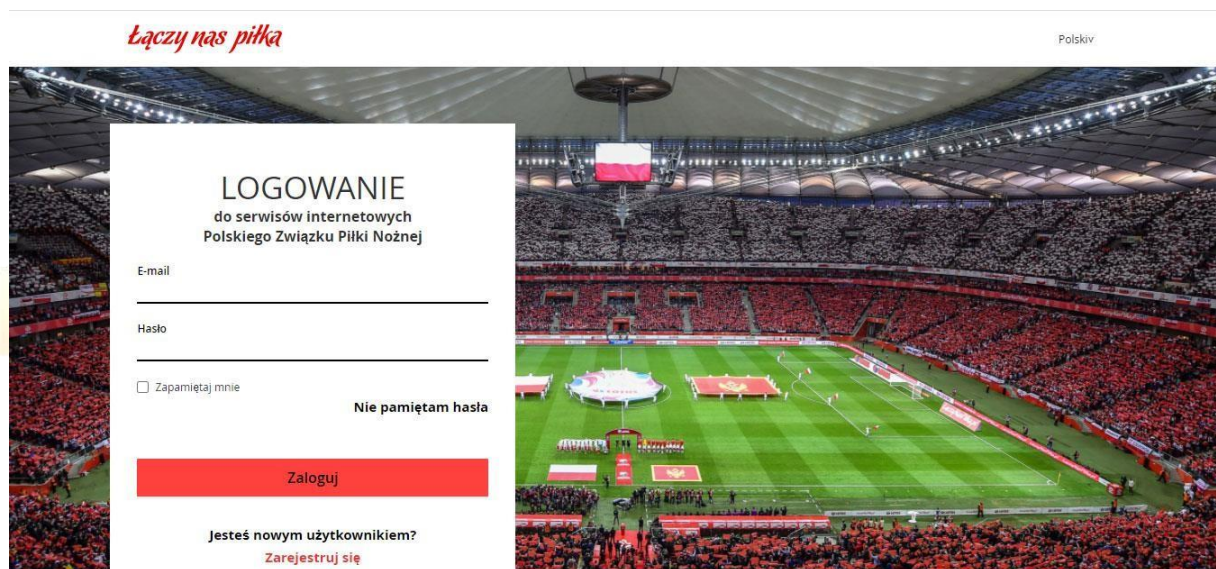 Łączy nas piłka
Polskiv
LOGOWANIE
do serwisów internetowych
Polskiego Związku Piłki Nożnej
E-mail
Hasło
Zapamiętaj mnie
Nie pamiętam hasła
Zaloguj
Jesteś nowym użytkownikiem?
Zarejestruj się